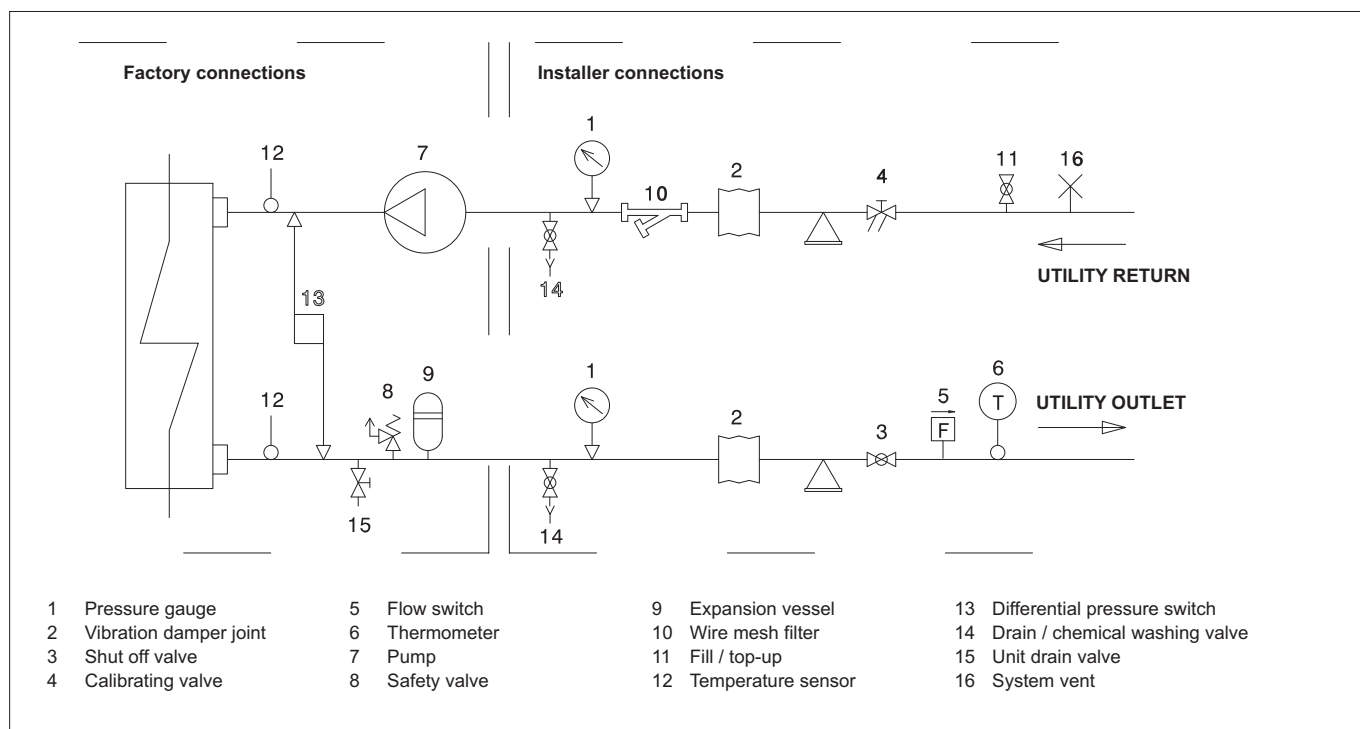 Factory connections
Installer connections
12
7
1
10
2
4
11
16
13
14
UTILITY RETURN
12
8
9
1
2
3
5
F
6
T
UTILITY OUTLET
15
14
1 Pressure gauge
2 Vibration damper joint
3 Shut off valve
4 Calibrating valve
5 Flow switch
6 Thermometer
7 Pump
8 Safety valve
9 Expansion vessel
10 Wire mesh filter
11 Fill / top-up
12 Temperature sensor
13 Differential pressure switch
14 Drain / chemical washing valve
15 Unit drain valve
16 System vent